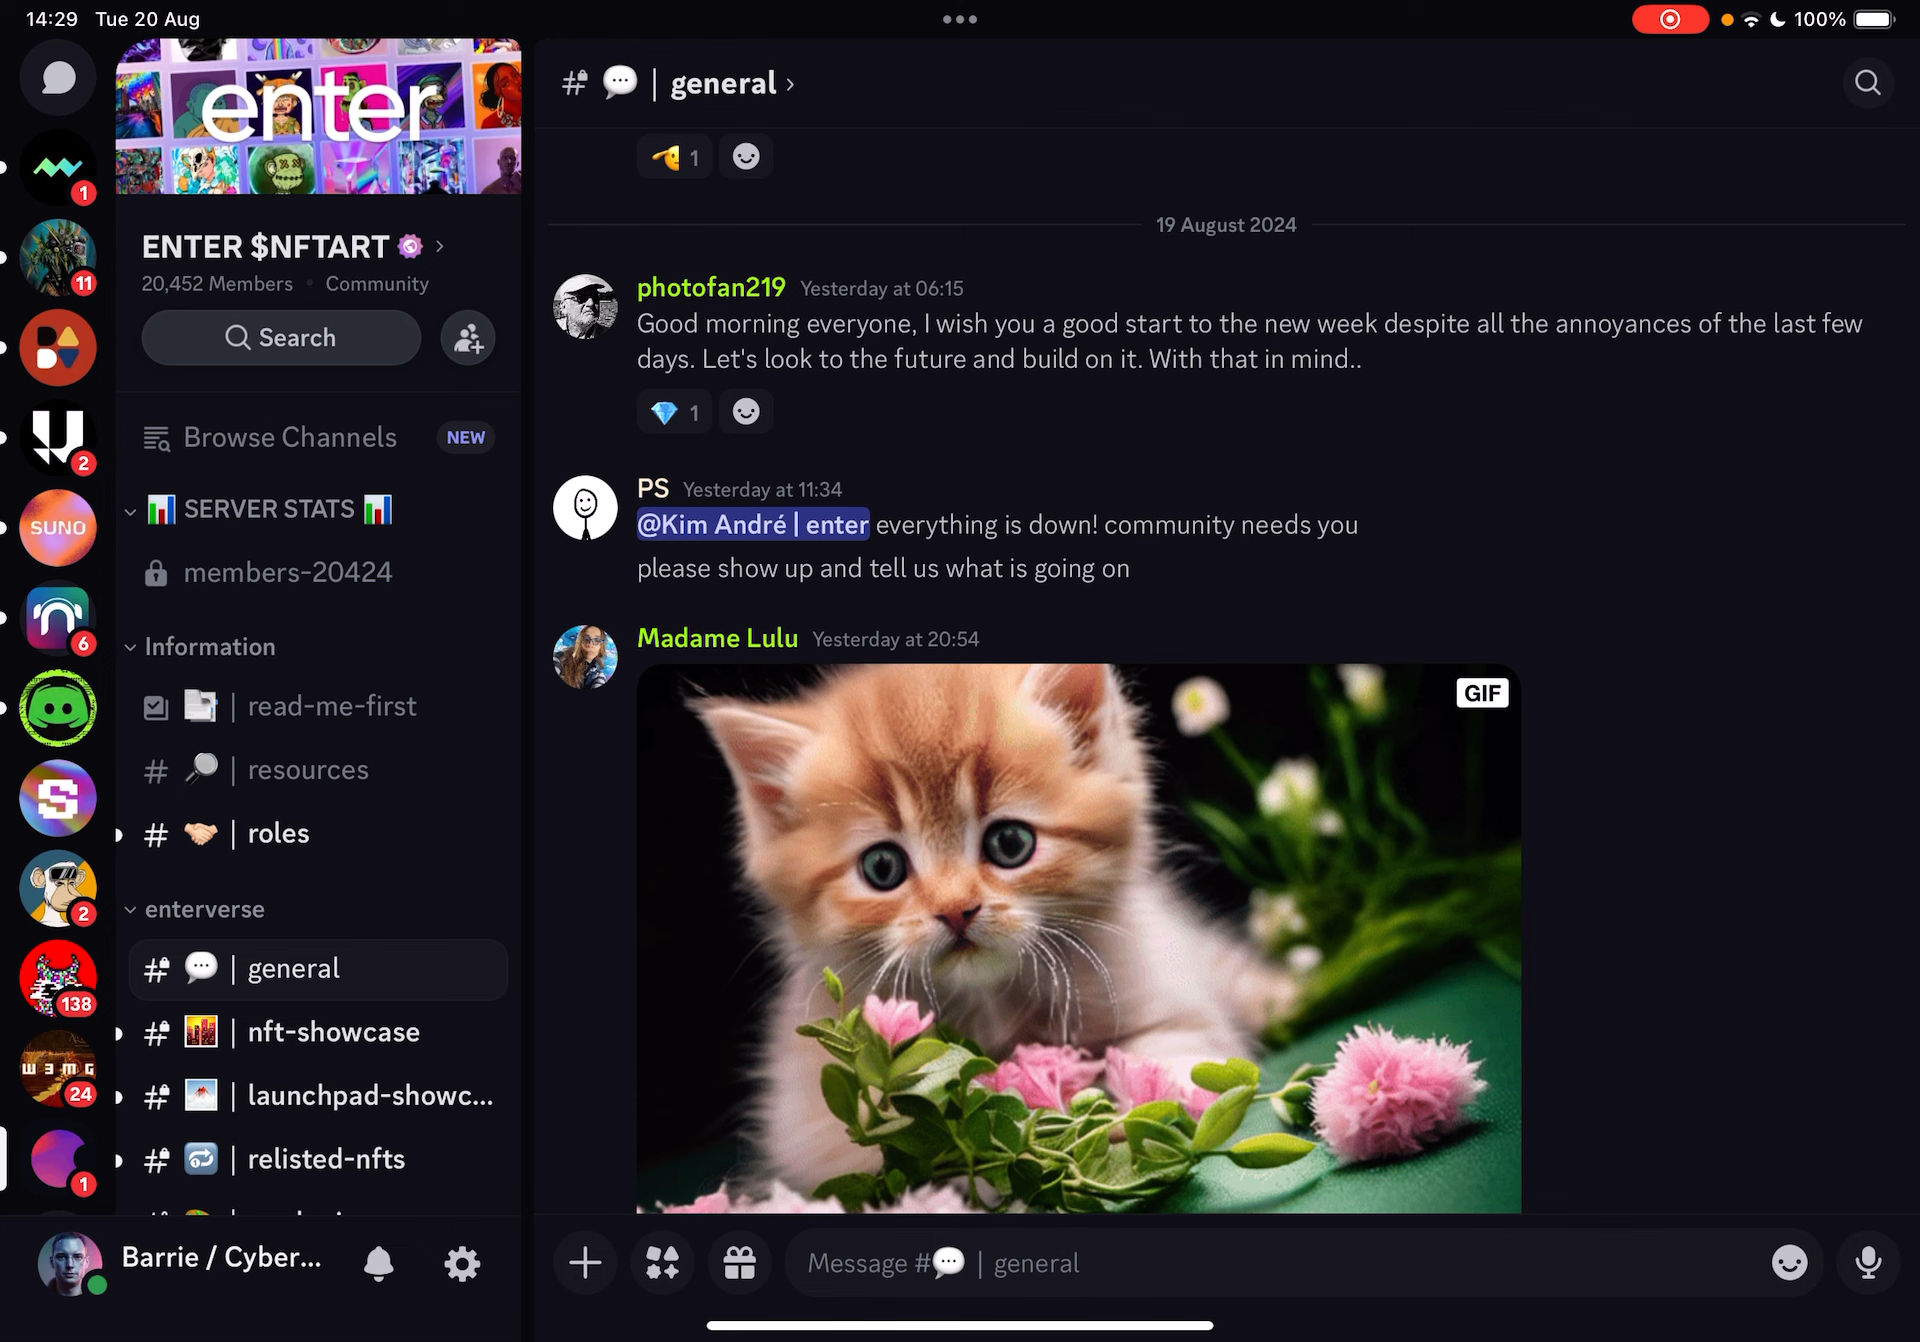 14:29 Tue 20 Aug
100%
enter
# | general
1
19 August 2024
ENTER $NFTART
20,452 Members • Community
Search
photofan219 Yesterday at 06:15
Good morning everyone, I wish you a good start to the new week despite all the annoyances of the last few
days. Let's look to the future and build on it. With that in mind..
1
Browse Channels NEW
SERVER STATS
members-20424
PS Yesterday at 11:34
@Kim André | enter everything is down! community needs you
please show up and tell us what is going on
Information
| read-me-first
# | resources
# | roles
Madame Lulu Yesterday at 20:54
GIF
enterverse
# | general
# | nft-showcase
# | launchpad-showc...
# | relisted-nfts
1
11
2
SUNO
6
S
2
138
W3MG
24
1
Barrie / Cyber...
Message # | general